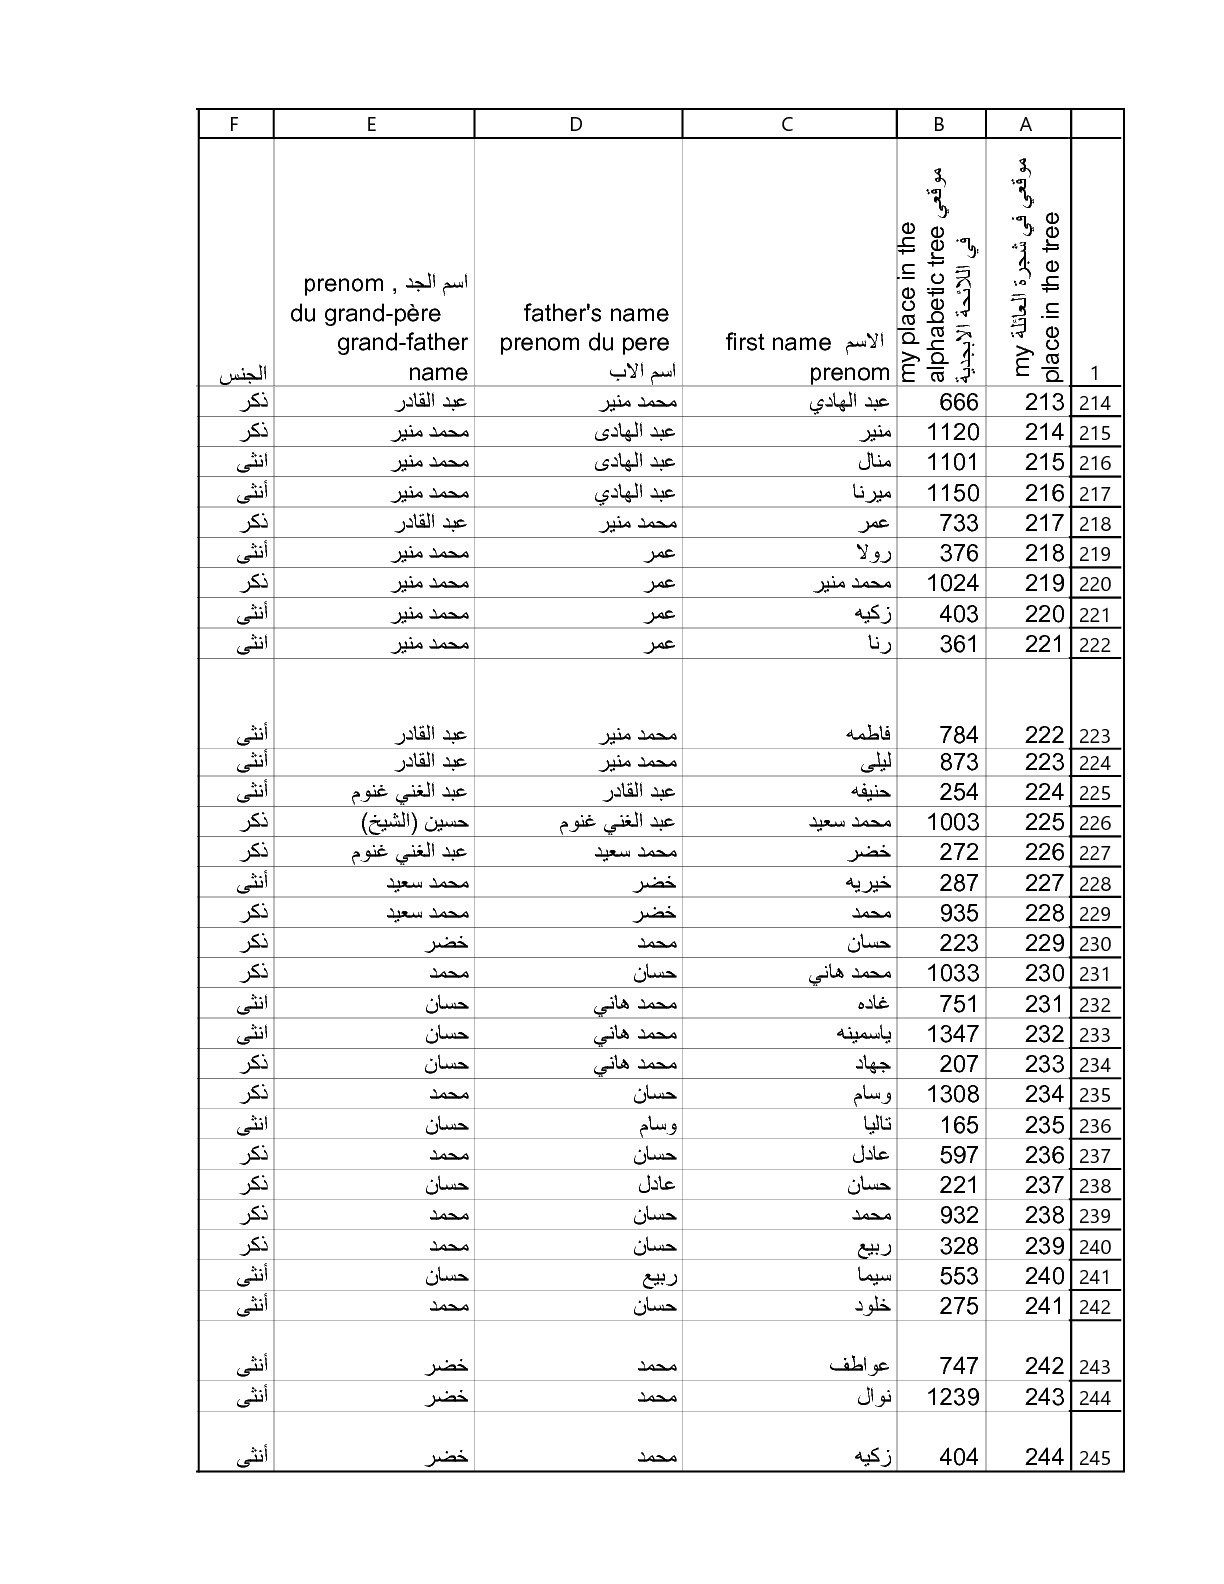 F E D C B A
الجنس
اسم الجد , prenom
du grand-père
grand-father
name
father's name
prenom du pere
اسم الاب
first name الاسم
prenom
my place in the
alphabetic tree موقعي
في اللائحة الابجدية
موقعي في شجرة العائلة my
place in the tree
1
ذكر عبد القادر محمد منير عبد الهادي 666 213 214
ذكر محمد منير عبد الهادى منير 1120 214 215
انثى محمد منير عبد الهادى منال 1101 215 216
أنثى محمد منير عبد الهادي ميرنا 1150 216 217
ذكر عبد القادر محمد منير عمر 733 217 218
أنثى محمد منير عمر رولا 376 218 219
ذكر محمد منير عمر محمد منير 1024 219 220
أنثى محمد منير عمر زكيه 403 220 221
انثى محمد منير عمر رنا 361 221 222
أنثى عبد القادر محمد منير فاطمه 784 222 223
أنثى عبد القادر محمد منير ليلى 873 223 224
أنثى عبد الغني غنوم عبد القادر حنيفه 254 224 225
ذكر حسين (الشيخ) عبد الغني غنوم محمد سعيد 1003 225 226
ذكر عبد الغني غنوم محمد سعيد خضر 272 226 227
أنثى محمد سعيد خضر خيريه 287 227 228
ذكر محمد سعيد خضر محمد 935 228 229
ذكر خضر محمد حسان 223 229 230
ذكر محمد حسان محمد هاني 1033 230 231
انثى حسان محمد هاني غاده 751 231 232
انثى حسان محمد هاني ياسمينه 1347 232 233
ذكر حسان محمد هاني جهاد 207 233 234
ذكر محمد حسان وسام 1308 234 235
انثى حسان وسام تاليا 165 235 236
ذكر محمد حسان عادل 597 236 237
ذكر حسان عادل حسان 221 237 238
ذكر محمد حسان محمد 932 238 239
ذكر محمد حسان ربيع 328 239 240
أنثى حسان ربيع سيما 553 240 241
أنثى محمد حسان خلود 275 241 242
أنثى خضر محمد عواطف 747 242 243
أنثى خضر محمد نوال 1239 243 244
أنثى خضر محمد زكيه 404 244 245